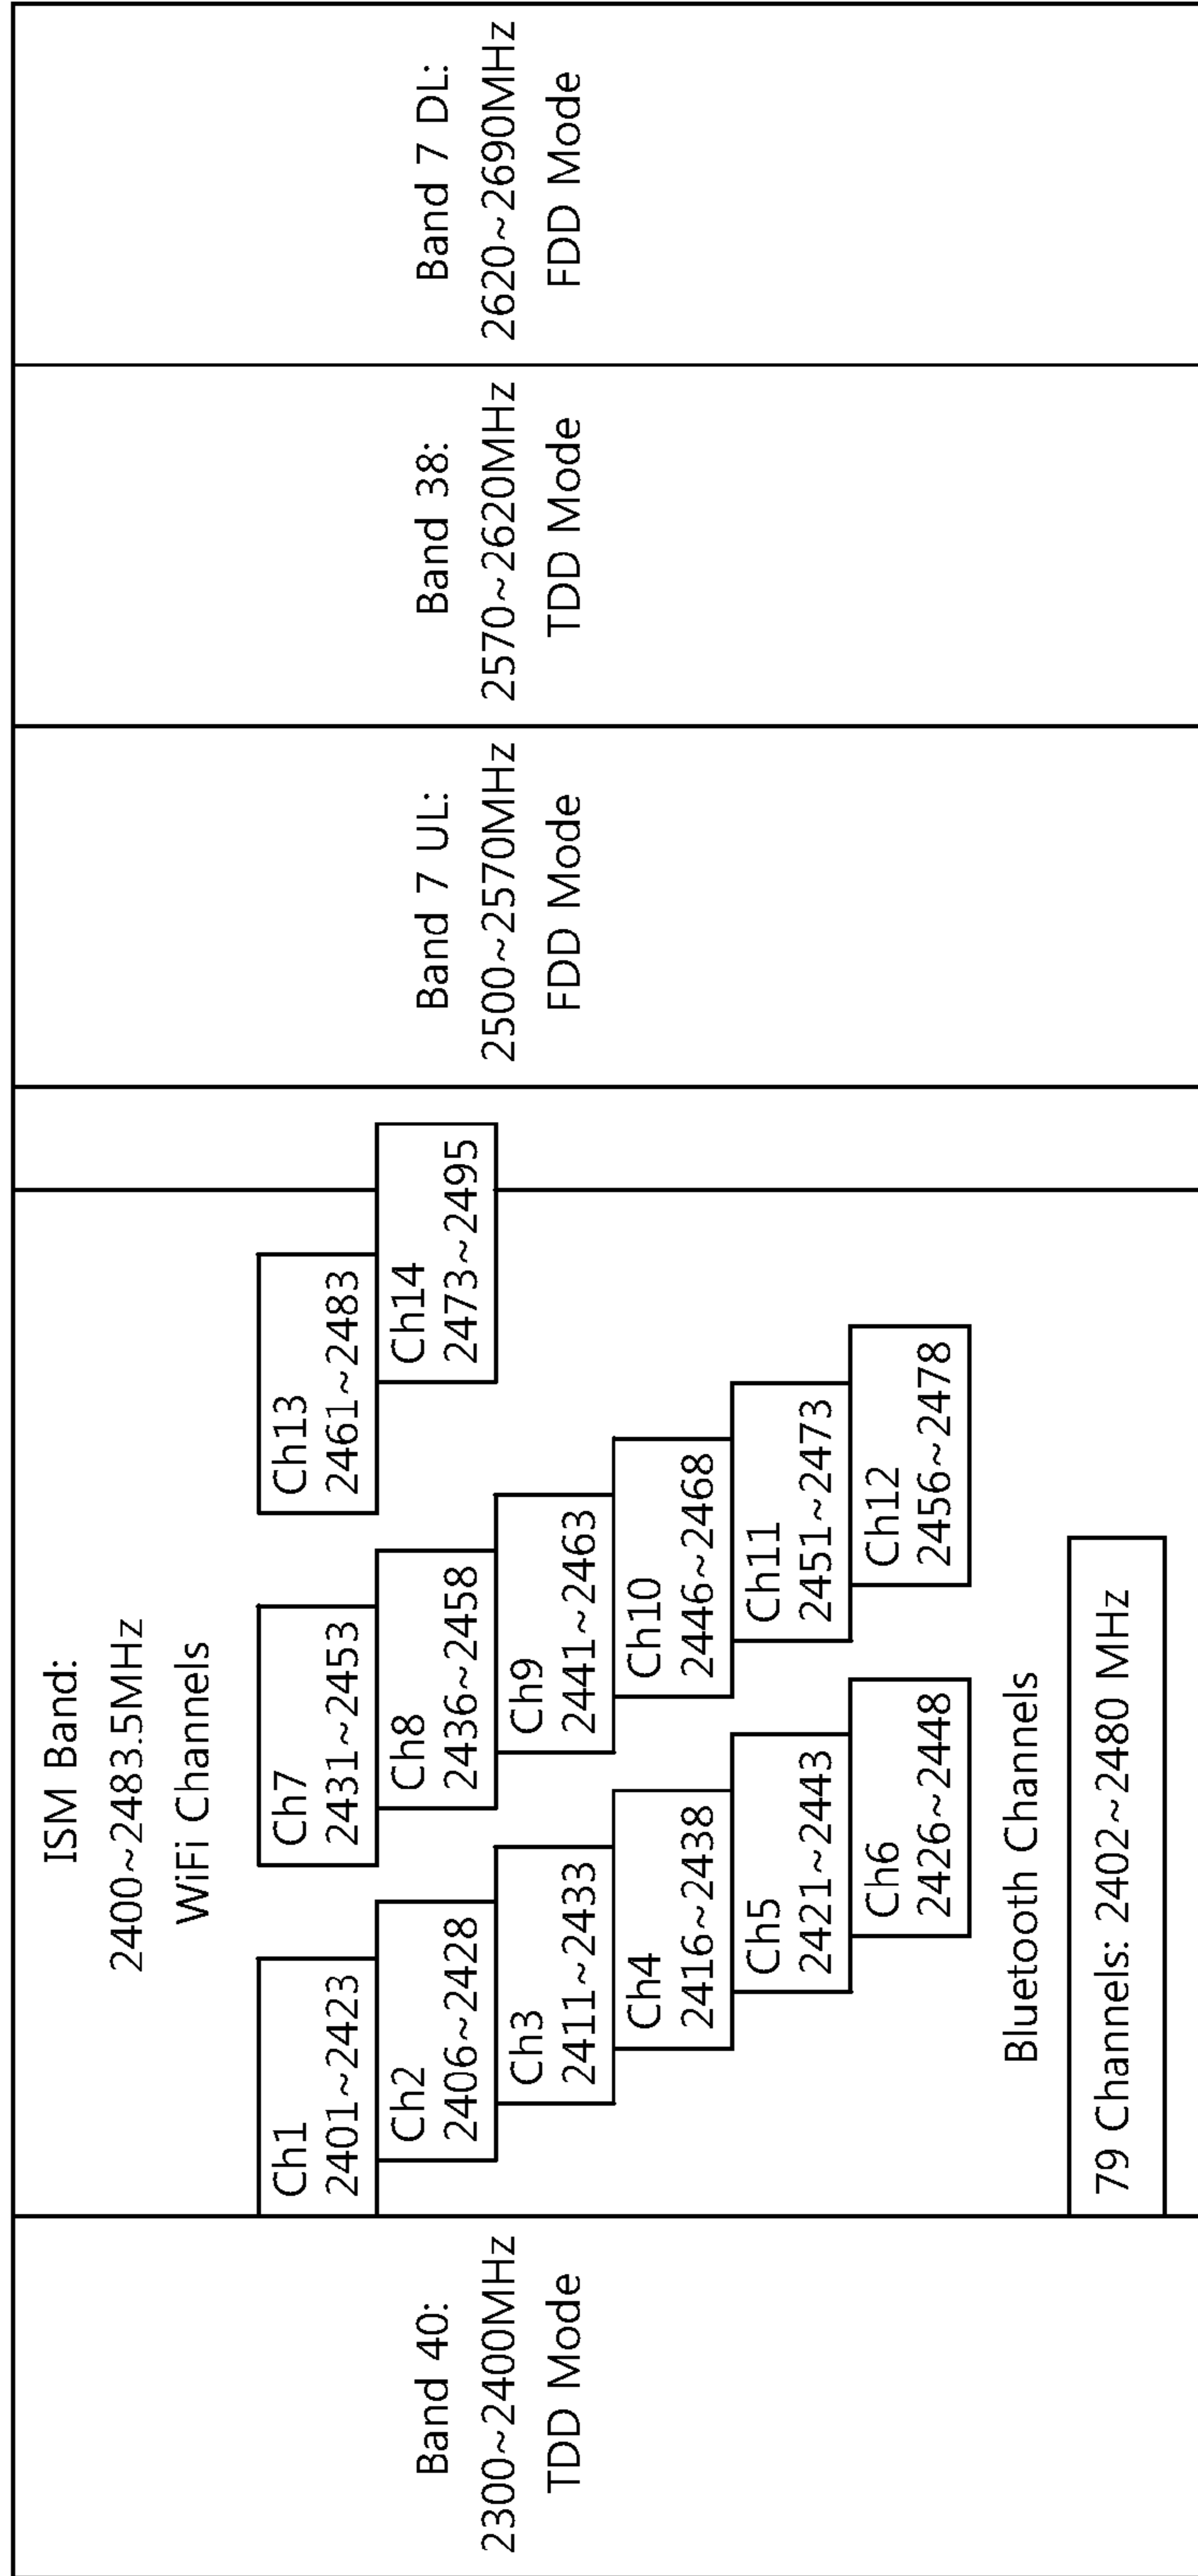 Band 40:
2300~2400MHz
TDD Mode
ISM Band:
2400~2483.5MHz
WiFi Channels
Ch1
2401~2423
Ch2
2406~2428
Ch3
2411~2433
Ch4
2416~2438
Ch5
2421~2443
Ch6
2426~2448
Ch7
2431~2453
Ch8
2436~2458
Ch9
2441~2463
Ch10
2446~2468
Ch11
2451~2473
Ch12
2456~2478
Ch13
2461~2483
Ch14
2473~2495
Bluetooth Channels
79 Channels: 2402~2480 MHz
Band 7 UL:
2500~2570MHz
FDD Mode
Band 38:
2570~2620MHz
TDD Mode
Band 7 DL:
2620~2690MHz
FDD Mode